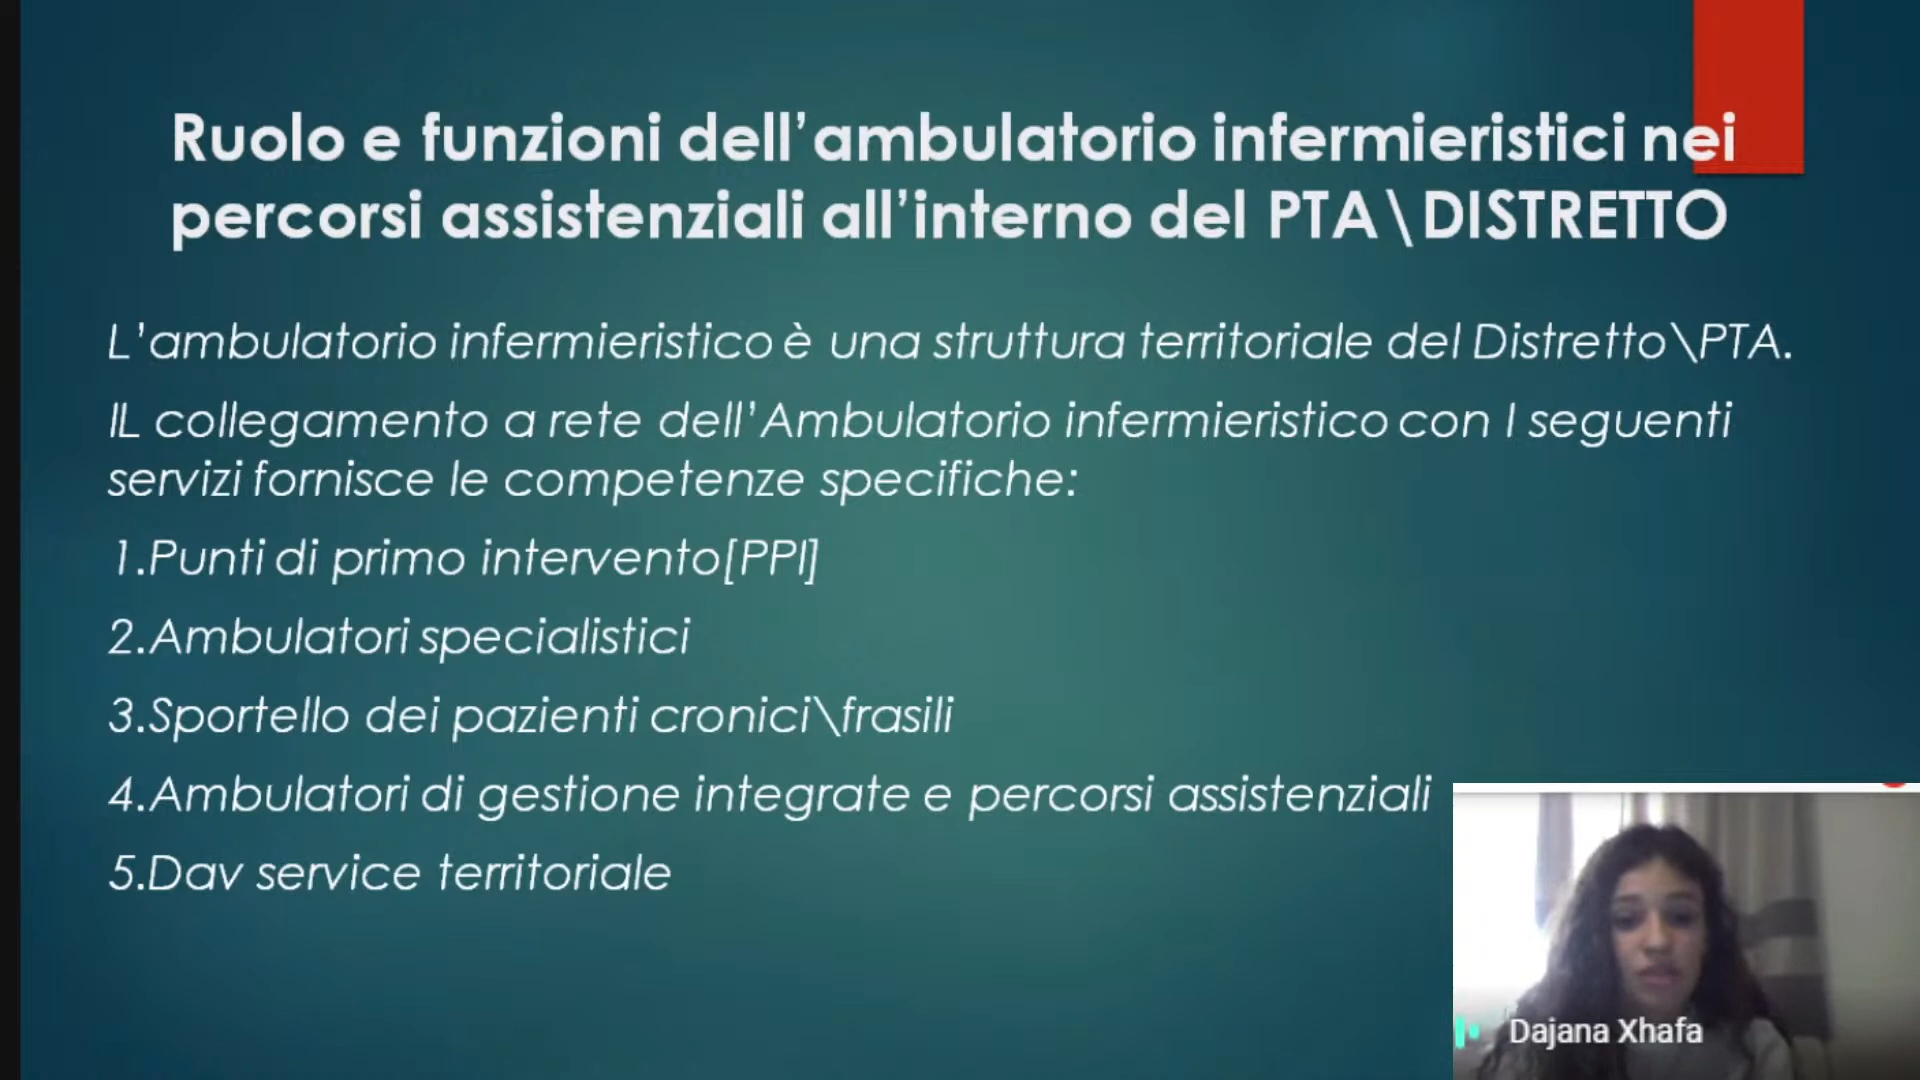 Ruolo e funzioni dell’ambulatorio infermieristici nei
percorsi assistenziali all’interno del PTA\DISTRETTO
L’ambulatorio infermieristico è una struttura territoriale del Distretto\PTA.
IL collegamento a rete dell’Ambulatorio infermieristico con I seguenti
servizi fornisce le competenze specifiche:
1.Punti di primo intervento[PPI]
2.Ambulatori specialistici
3.Sportello dei pazienti cronici\frasili
4.Ambulatori di gestione integrate e percorsi assistenziali
5.Dav service territoriale
Dajana Xhafa